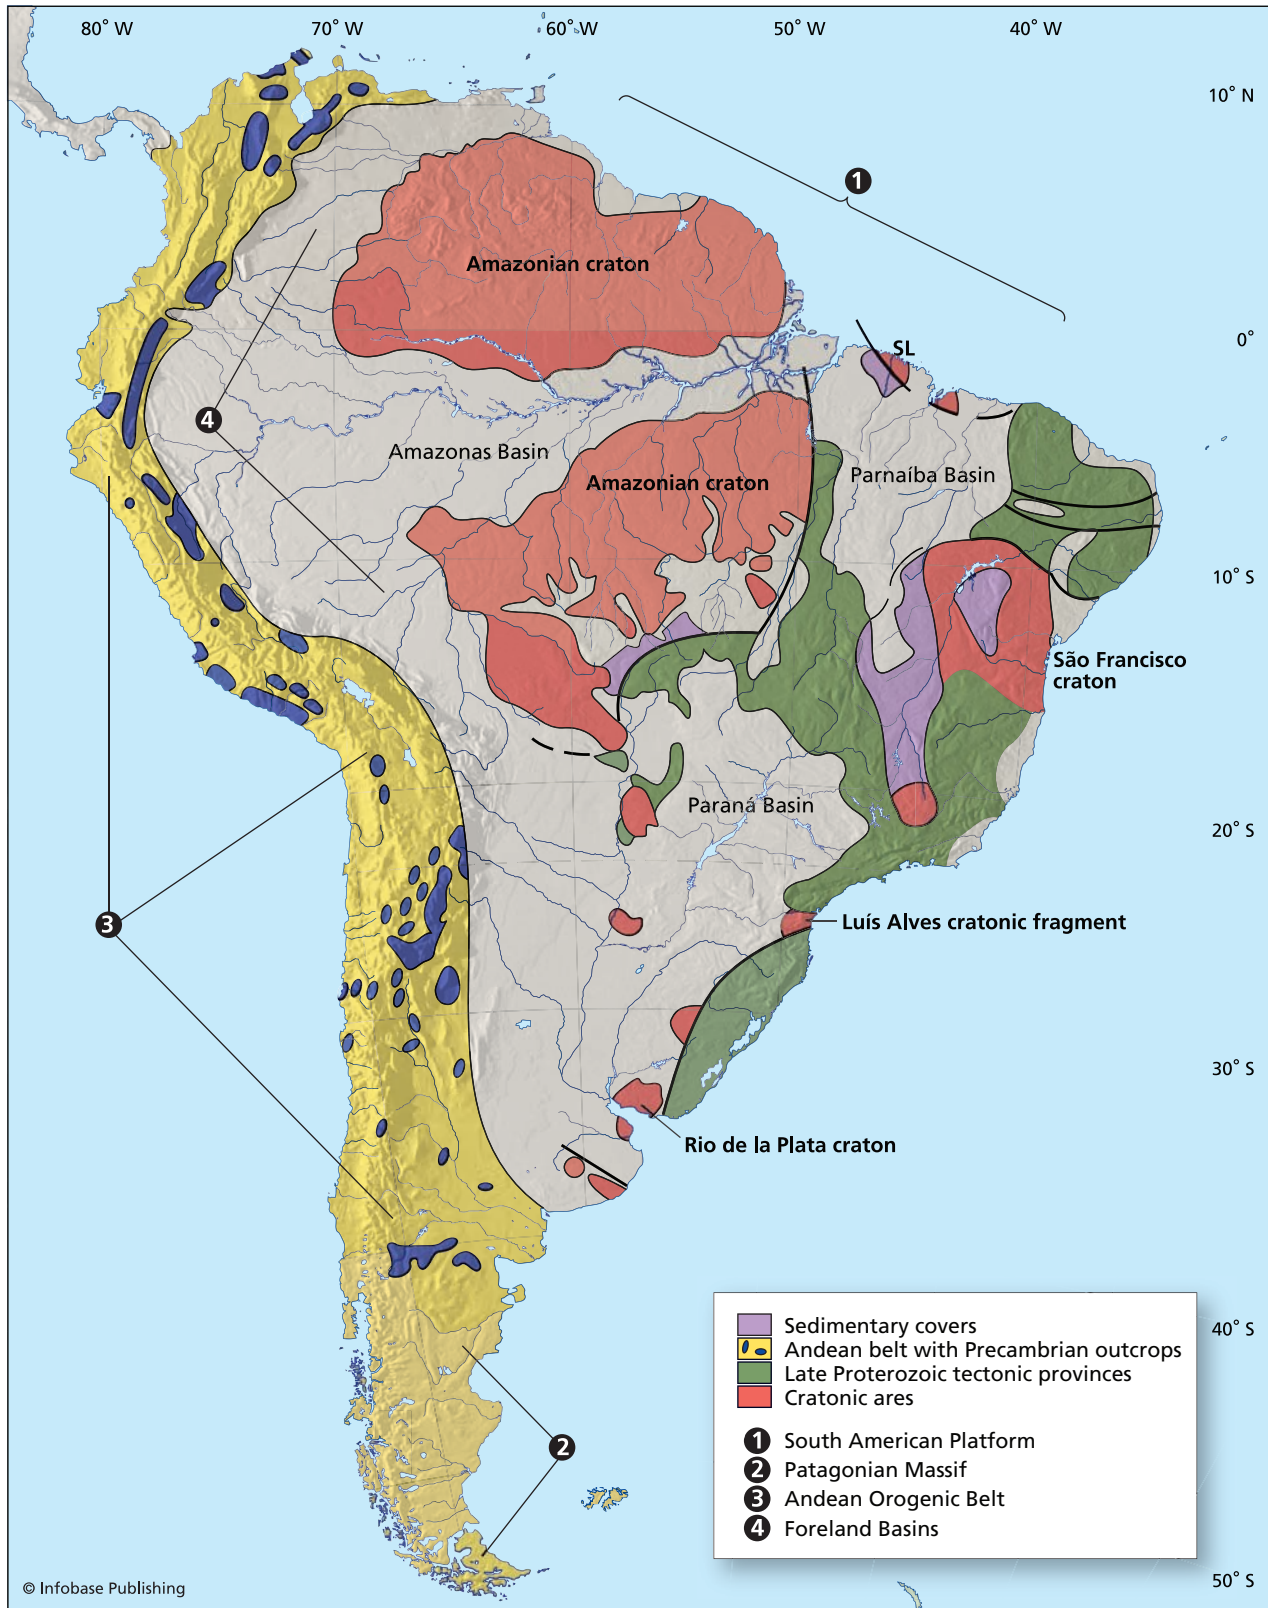 80° W
70° W
60° W
50° W
40° W
10° N
1
Amazonian craton
0°
SL
4
Amazonas Basin
Parnaíba Basin
Amazonian craton
10° S
São Francisco
craton
Paraná Basin
20° S
3
Luís Alves cratonic fragment
30° S
Rio de la Plata craton
Sedimentary covers
40° S
Andean belt with Precambrian outcrops
Late Proterozoic tectonic provinces
Cratonic ares
2
1 South American Platform
2 Patagonian Massif
3 Andean Orogenic Belt
4 Foreland Basins
50° S
© Infobase Publishing